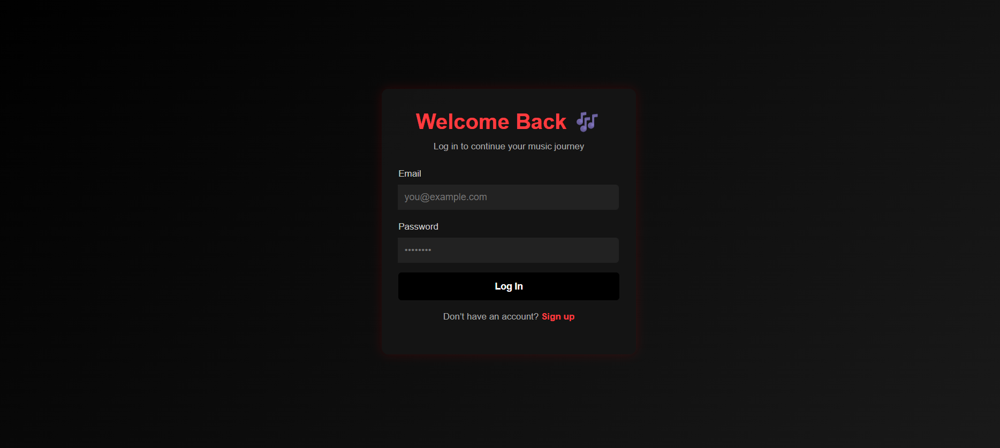 Welcome Back 🎶
Log in to continue your music journey
Email
you@example.com
Password
••••••••
Log In
Don’t have an account? Sign up